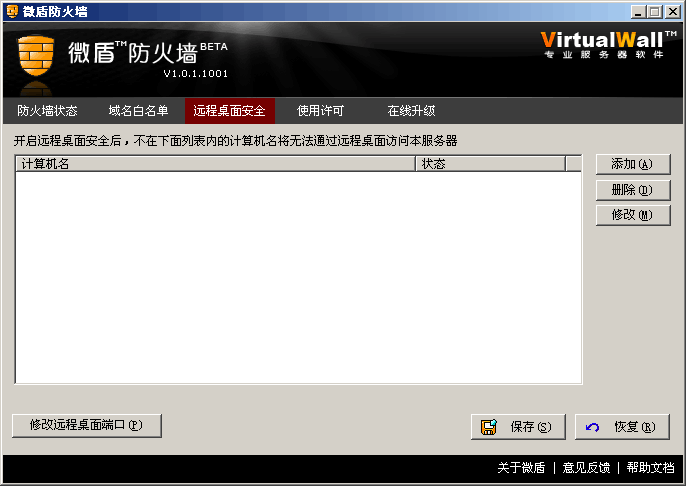 微盾防火墙
微盾™防火墙BETA
V1.0.1.1001
VirtualWall™
专业服务器软件
防火墙状态 域名白名单 远程桌面安全 使用许可 在线升级
开启远程桌面安全后，不在下面列表内的计算机名将无法通过远程桌面访问本服务器
计算机名 状态
添加(A)
删除(D)
修改(M)
修改远程桌面端口(P) 保存(S) 恢复(R)
关于微盾 | 意见反馈 | 帮助文档